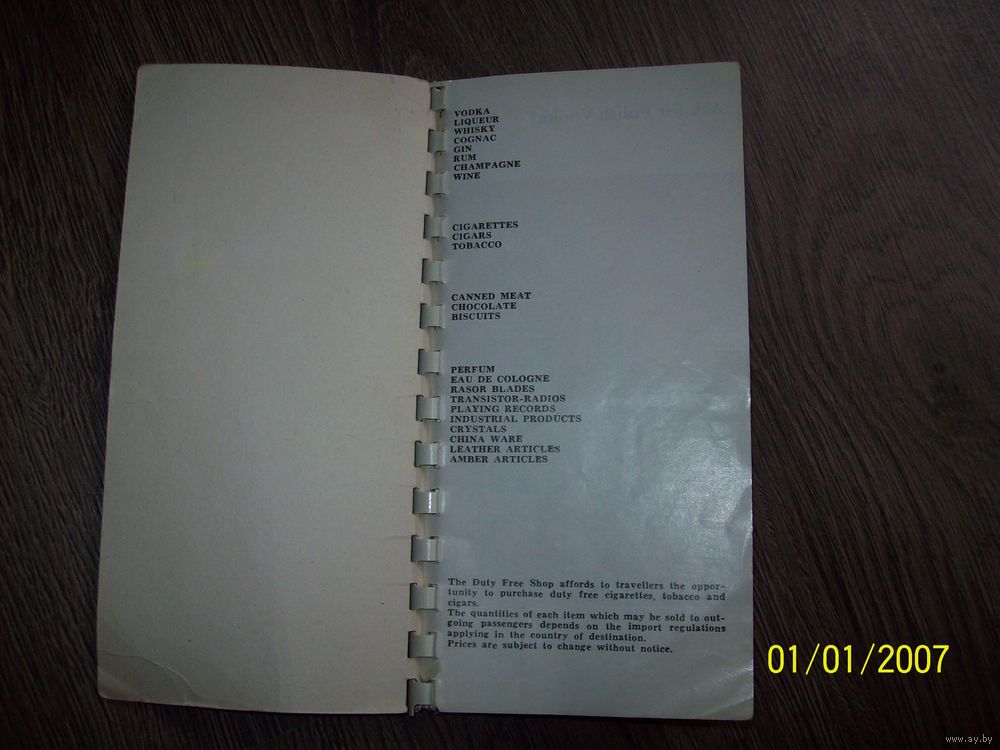 VODKA
LIQUEUR
WHISKY
COGNAC
GIN
RUM
CHAMPAGNE
WINE
CIGARETTES
CIGARS
TOBACCO
CANNED MEAT
CHOCOLATE
BISCUITS
PERFUM
EAU DE COLOGNE
RASOR BLADES
TRANSISTOR-RADIOS
PLAYING RECORDS
INDUSTRIAL PRODUCTS
CRYSTALS
CHINA WARE
LEATHER ARTICLES
AMBER ARTICLES
The Duty Free Shop affords to travellers the oppor-
tunity to purchase duty free cigarettes, tobacco and
cigars.
The quantities of each item which may be sold to out-
going passengers depends on the import regulations
applying in the country of destination.
Prices are subject to change without notice.
01/01/2007
www.ay.by